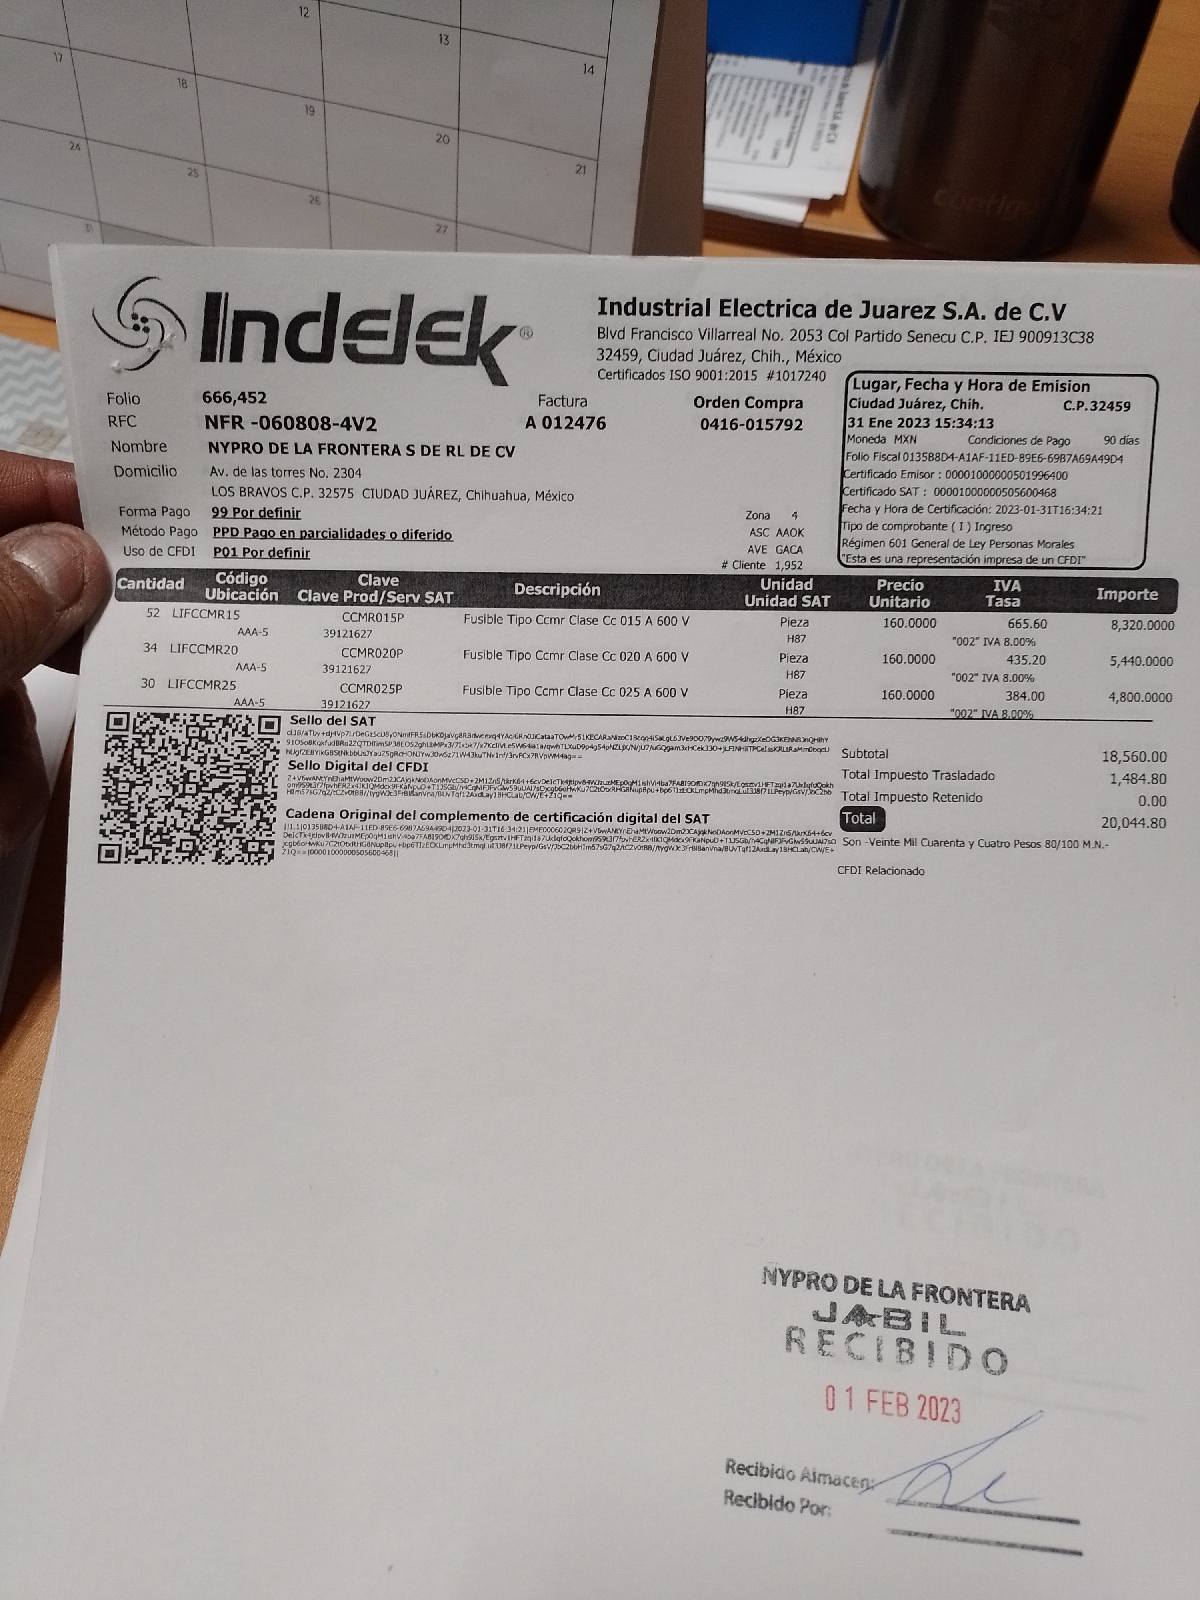 12
13
14
17
18
19
20
21
24
25
26
27
31
Contigo
Indelek®
Industrial Electrica de Juarez S.A. de C.V
Blvd Francisco Villarreal No. 2053 Col Partido Senecu C.P. IEJ 900913C38
32459, Ciudad Juárez, Chih., México
Certificados ISO 9001:2015 #1017240
Folio 666,452 Factura Orden Compra
RFC NFR -060808-4V2 A 012476 0416-015792
Nombre NYPRO DE LA FRONTERA S DE RL DE CV
Domicilio Av. de las torres No. 2304
LOS BRAVOS C.P. 32575 CIUDAD JUÁREZ, Chihuahua, México
Forma Pago 99 Por definir
Método Pago PPD Pago en parcialidades o diferido
Uso de CFDI P01 Por definir
Zona 4
ASC AAOK
AVE GACA
# Cliente 1,952
Lugar, Fecha y Hora de Emision
Ciudad Juárez, Chih. C.P.32459
31 Ene 2023 15:34:13
Moneda MXN Condiciones de Pago 90 días
Folio Fiscal 0135B8D4-A1AF-11ED-89E6-69B7A69A49D4
Certificado Emisor : 00001000000501996400
Certificado SAT : 00001000000505600468
Fecha y Hora de Certificación: 2023-01-31T16:34:21
Tipo de comprobante ( I ) Ingreso
Régimen 601 General de Ley Personas Morales
"Esta es una representación impresa de un CFDI"
Cantidad Código Clave Descripción Unidad Precio IVA Importe
Ubicación Clave Prod/Serv SAT Unidad SAT Unitario Tasa
52 LIFCCMR15 CCMR015P Fusible Tipo Ccmr Clase Cc 015 A 600 V Pieza 160.0000 665.60 8,320.0000
AAA-5 39121627 H87 "002" IVA 8.00%
34 LIFCCMR20 CCMR020P Fusible Tipo Ccmr Clase Cc 020 A 600 V Pieza 160.0000 435.20 5,440.0000
AAA-5 39121627 H87 "002" IVA 8.00%
30 LIFCCMR25 CCMR025P Fusible Tipo Ccmr Clase Cc 025 A 600 V Pieza 160.0000 384.00 4,800.0000
AAA-5 39121627 H87 "002" IVA 8.00%
Sello del SAT
Sello Digital del CFDI
Cadena Original del complemento de certificación digital del SAT
Subtotal 18,560.00
Total Impuesto Trasladado 1,484.80
Total Impuesto Retenido 0.00
Total 20,044.80
Son -Veinte Mil Cuarenta y Cuatro Pesos 80/100 M.N.-
CFDI Relacionado
NYPRO DE LA FRONTERA
JABIL
RECIBIDO
01 FEB 2023
Recibido Almacen:
Recibido Por: